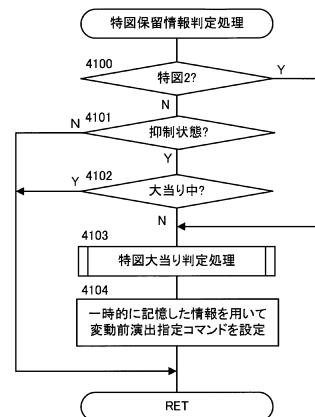 特図保留情報判定処理
4100
特図2?
Y
N
4101
N
抑制状態?
Y
4102
Y
大当り中?
N
4103
特図大当り判定処理
4104
一時的に記憶した情報を用いて
変動前演出指定コマンドを設定
RET